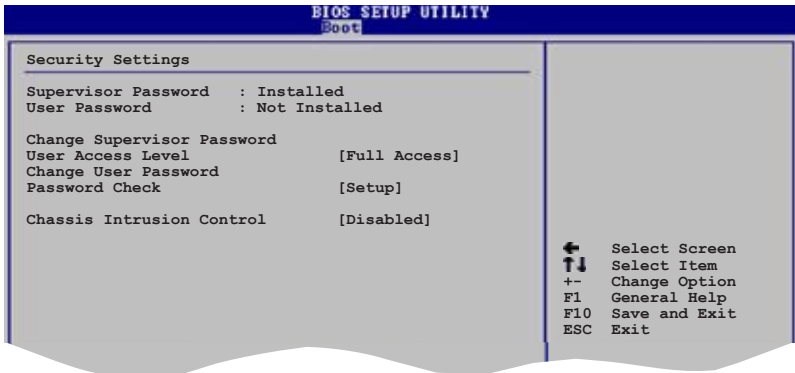 BIOS SETUP UTILITY
Boot
Security Settings
Supervisor Password : Installed
User Password : Not Installed
Change Supervisor Password
User Access Level [Full Access]
Change User Password
Password Check [Setup]
Chassis Intrusion Control [Disabled]
← Select Screen
↑↓ Select Item
+- Change Option
F1 General Help
F10 Save and Exit
ESC Exit